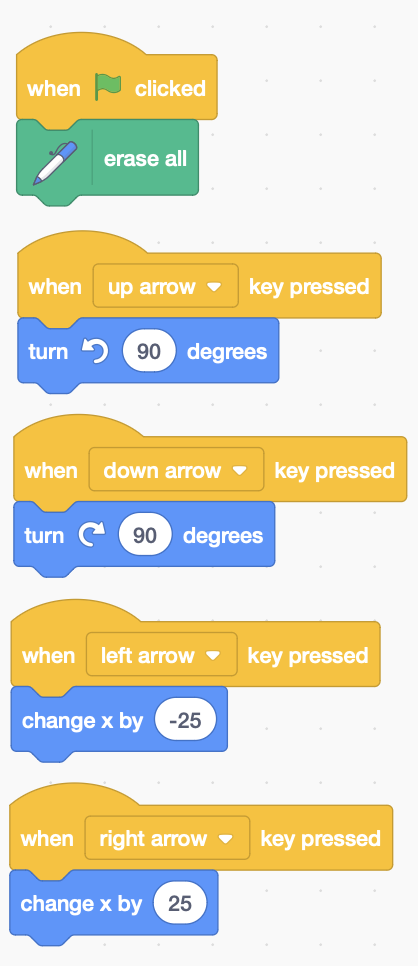 when clicked
erase all
when up arrow key pressed
turn 90 degrees
when down arrow key pressed
turn 90 degrees
when left arrow key pressed
change x by -25
when right arrow key pressed
change x by 25